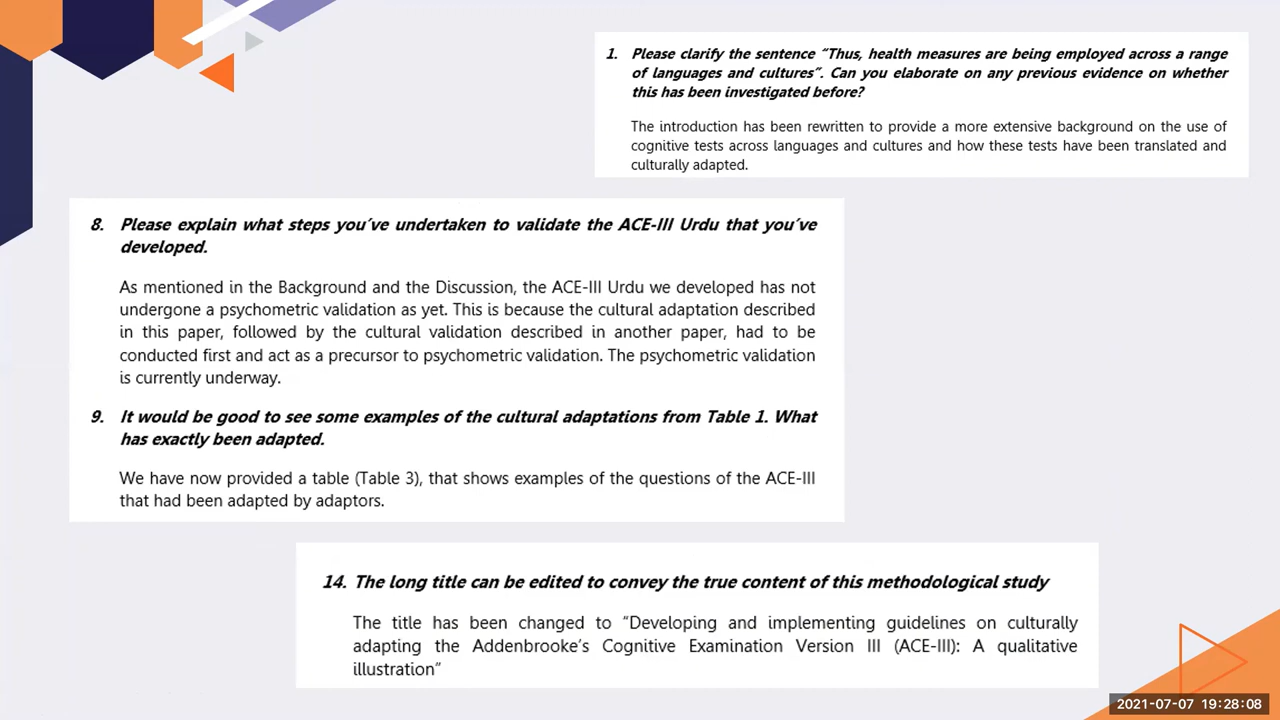 1. Please clarify the sentence “Thus, health measures are being employed across a range
of languages and cultures”. Can you elaborate on any previous evidence on whether
this has been investigated before?
The introduction has been rewritten to provide a more extensive background on the use of
cognitive tests across languages and cultures and how these tests have been translated and
culturally adapted.
8. Please explain what steps you´ve undertaken to validate the ACE-III Urdu that you´ve
developed.
As mentioned in the Background and the Discussion, the ACE-III Urdu we developed has not
undergone a psychometric validation as yet. This is because the cultural adaptation described
in this paper, followed by the cultural validation described in another paper, had to be
conducted first and act as a precursor to psychometric validation. The psychometric validation
is currently underway.
9. It would be good to see some examples of the cultural adaptations from Table 1. What
has exactly been adapted.
We have now provided a table (Table 3), that shows examples of the questions of the ACE-III
that had been adapted by adaptors.
14. The long title can be edited to convey the true content of this methodological study
The title has been changed to “Developing and implementing guidelines on culturally
adapting the Addenbrooke’s Cognitive Examination Version III (ACE-III): A qualitative
illustration”
2021-07-07 19:28:08